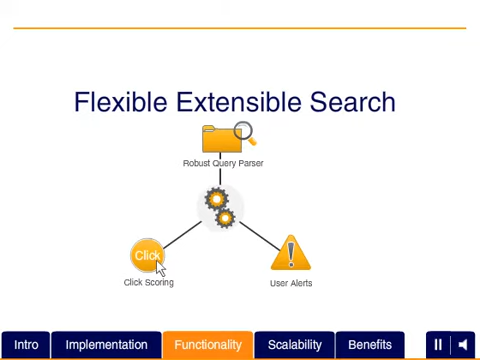 Flexible Extensible Search
Robust Query Parser
Click
Click Scoring
User Alerts
Intro
Implementation
Functionality
Scalability
Benefits